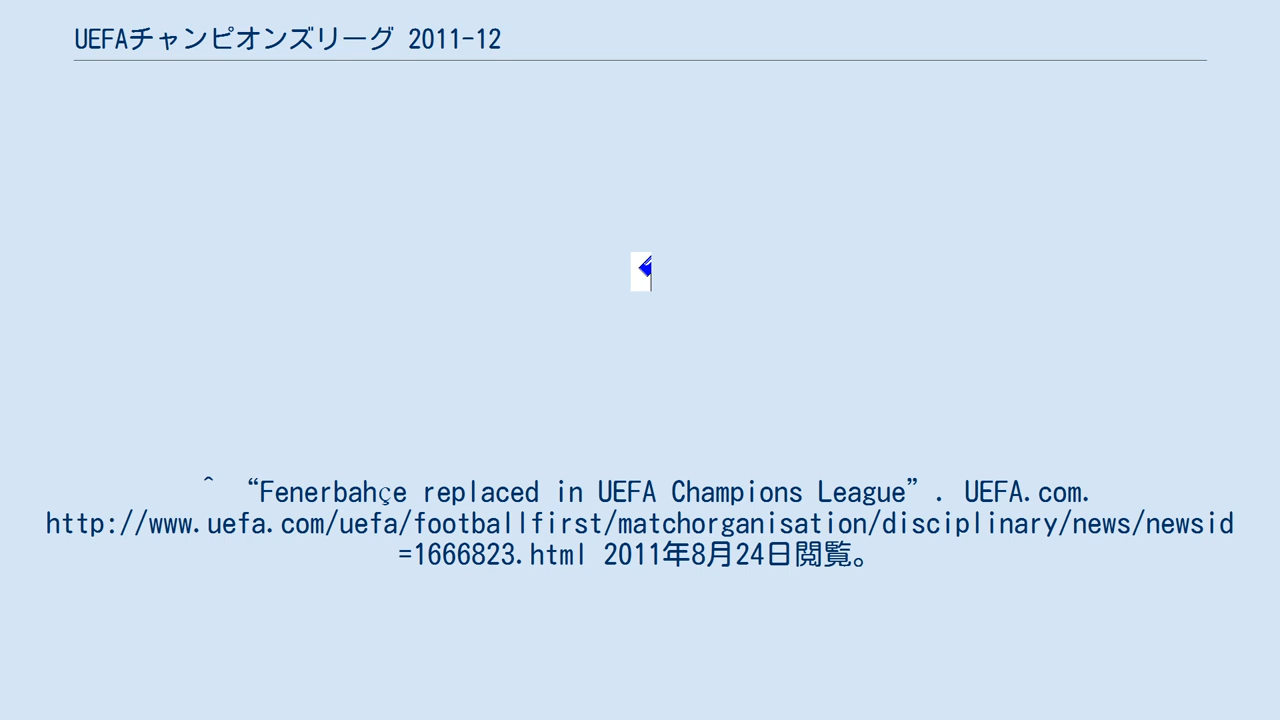 UEFAチャンピオンズリーグ 2011-12
^ “Fenerbahçe replaced in UEFA Champions League”. UEFA.com.
http://www.uefa.com/uefa/footballfirst/matchorganisation/disciplinary/news/newsid
=1666823.html 2011年8月24日閲覧。